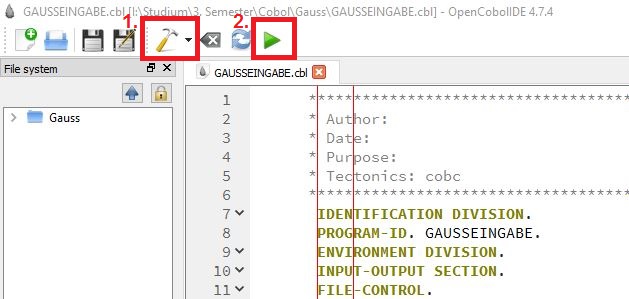 GAUSSEINGABE.cbl [I:\Studium\3. Semester\Cobol\Gauss\GAUSSEINGABE.cbl] - OpenCobolIDE 4.7.4
1.
2.
File system
Gauss
GAUSSEINGABE.cbl
1 ****************************************
2 * Author:
3 * Date:
4 * Purpose:
5 * Tectonics: cobc
6 ****************************************
7 IDENTIFICATION DIVISION.
8 PROGRAM-ID. GAUSSEINGABE.
9 ENVIRONMENT DIVISION.
10 INPUT-OUTPUT SECTION.
11 FILE-CONTROL.